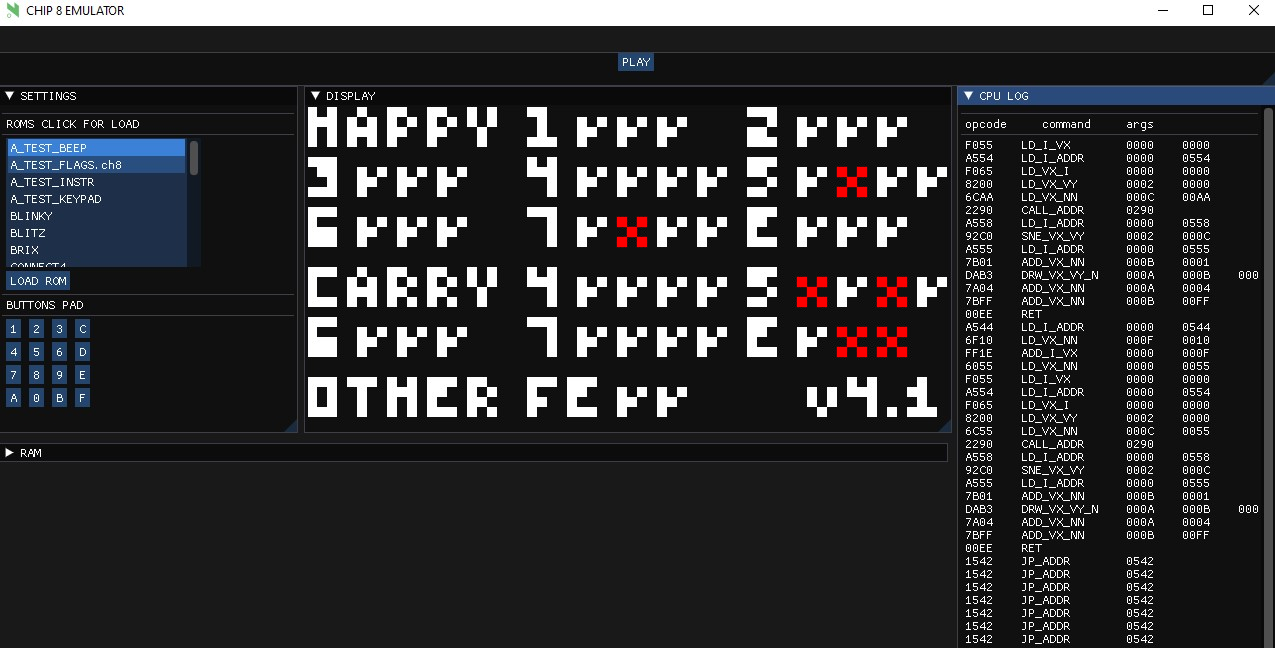 CHIP 8 EMULATOR
PLAY
SETTINGS
ROMS CLICK FOR LOAD
A_TEST_BEEP
A_TEST_FLAGS.ch8
A_TEST_INSTR
A_TEST_KEYPAD
BLINKY
BLITZ
BRIX
CONNECT4
LOAD ROM
BUTTONS PAD
1 2 3 C
4 5 6 D
7 8 9 E
A 0 B F
DISPLAY
HAPPY 1 2
3 4 5
6 7 E
CARRY 4 5
6 7 E
OTHER FE v4.1
RAM
CPU LOG
opcode command args
F055 LD_I_VX 0000 0000
A554 LD_I_ADDR 0000 0554
F065 LD_VX_I 0000 0000
8200 LD_VX_VY 0002 0000
6CAA LD_VX_NN 000C 00AA
2290 CALL_ADDR 0290
A558 LD_I_ADDR 0000 0558
92C0 SNE_VX_VY 0002 000C
A555 LD_I_ADDR 0000 0555
7B01 ADD_VX_NN 000B 0001
DAB3 DRW_VX_VY_N 000A 000B 000
7A04 ADD_VX_NN 000A 0004
7BFF ADD_VX_NN 000B 00FF
00EE RET
A544 LD_I_ADDR 0000 0544
6F10 LD_VX_NN 000F 0010
FF1E ADD_I_VX 0000 000F
6055 LD_VX_NN 0000 0055
F055 LD_I_VX 0000 0000
A554 LD_I_ADDR 0000 0554
F065 LD_VX_I 0000 0000
8200 LD_VX_VY 0002 0000
6C55 LD_VX_NN 000C 0055
2290 CALL_ADDR 0290
A558 LD_I_ADDR 0000 0558
92C0 SNE_VX_VY 0002 000C
A555 LD_I_ADDR 0000 0555
7B01 ADD_VX_NN 000B 0001
DAB3 DRW_VX_VY_N 000A 000B 000
7A04 ADD_VX_NN 000A 0004
7BFF ADD_VX_NN 000B 00FF
00EE RET
1542 JP_ADDR 0542
1542 JP_ADDR 0542
1542 JP_ADDR 0542
1542 JP_ADDR 0542
1542 JP_ADDR 0542
1542 JP_ADDR 0542
1542 JP_ADDR 0542